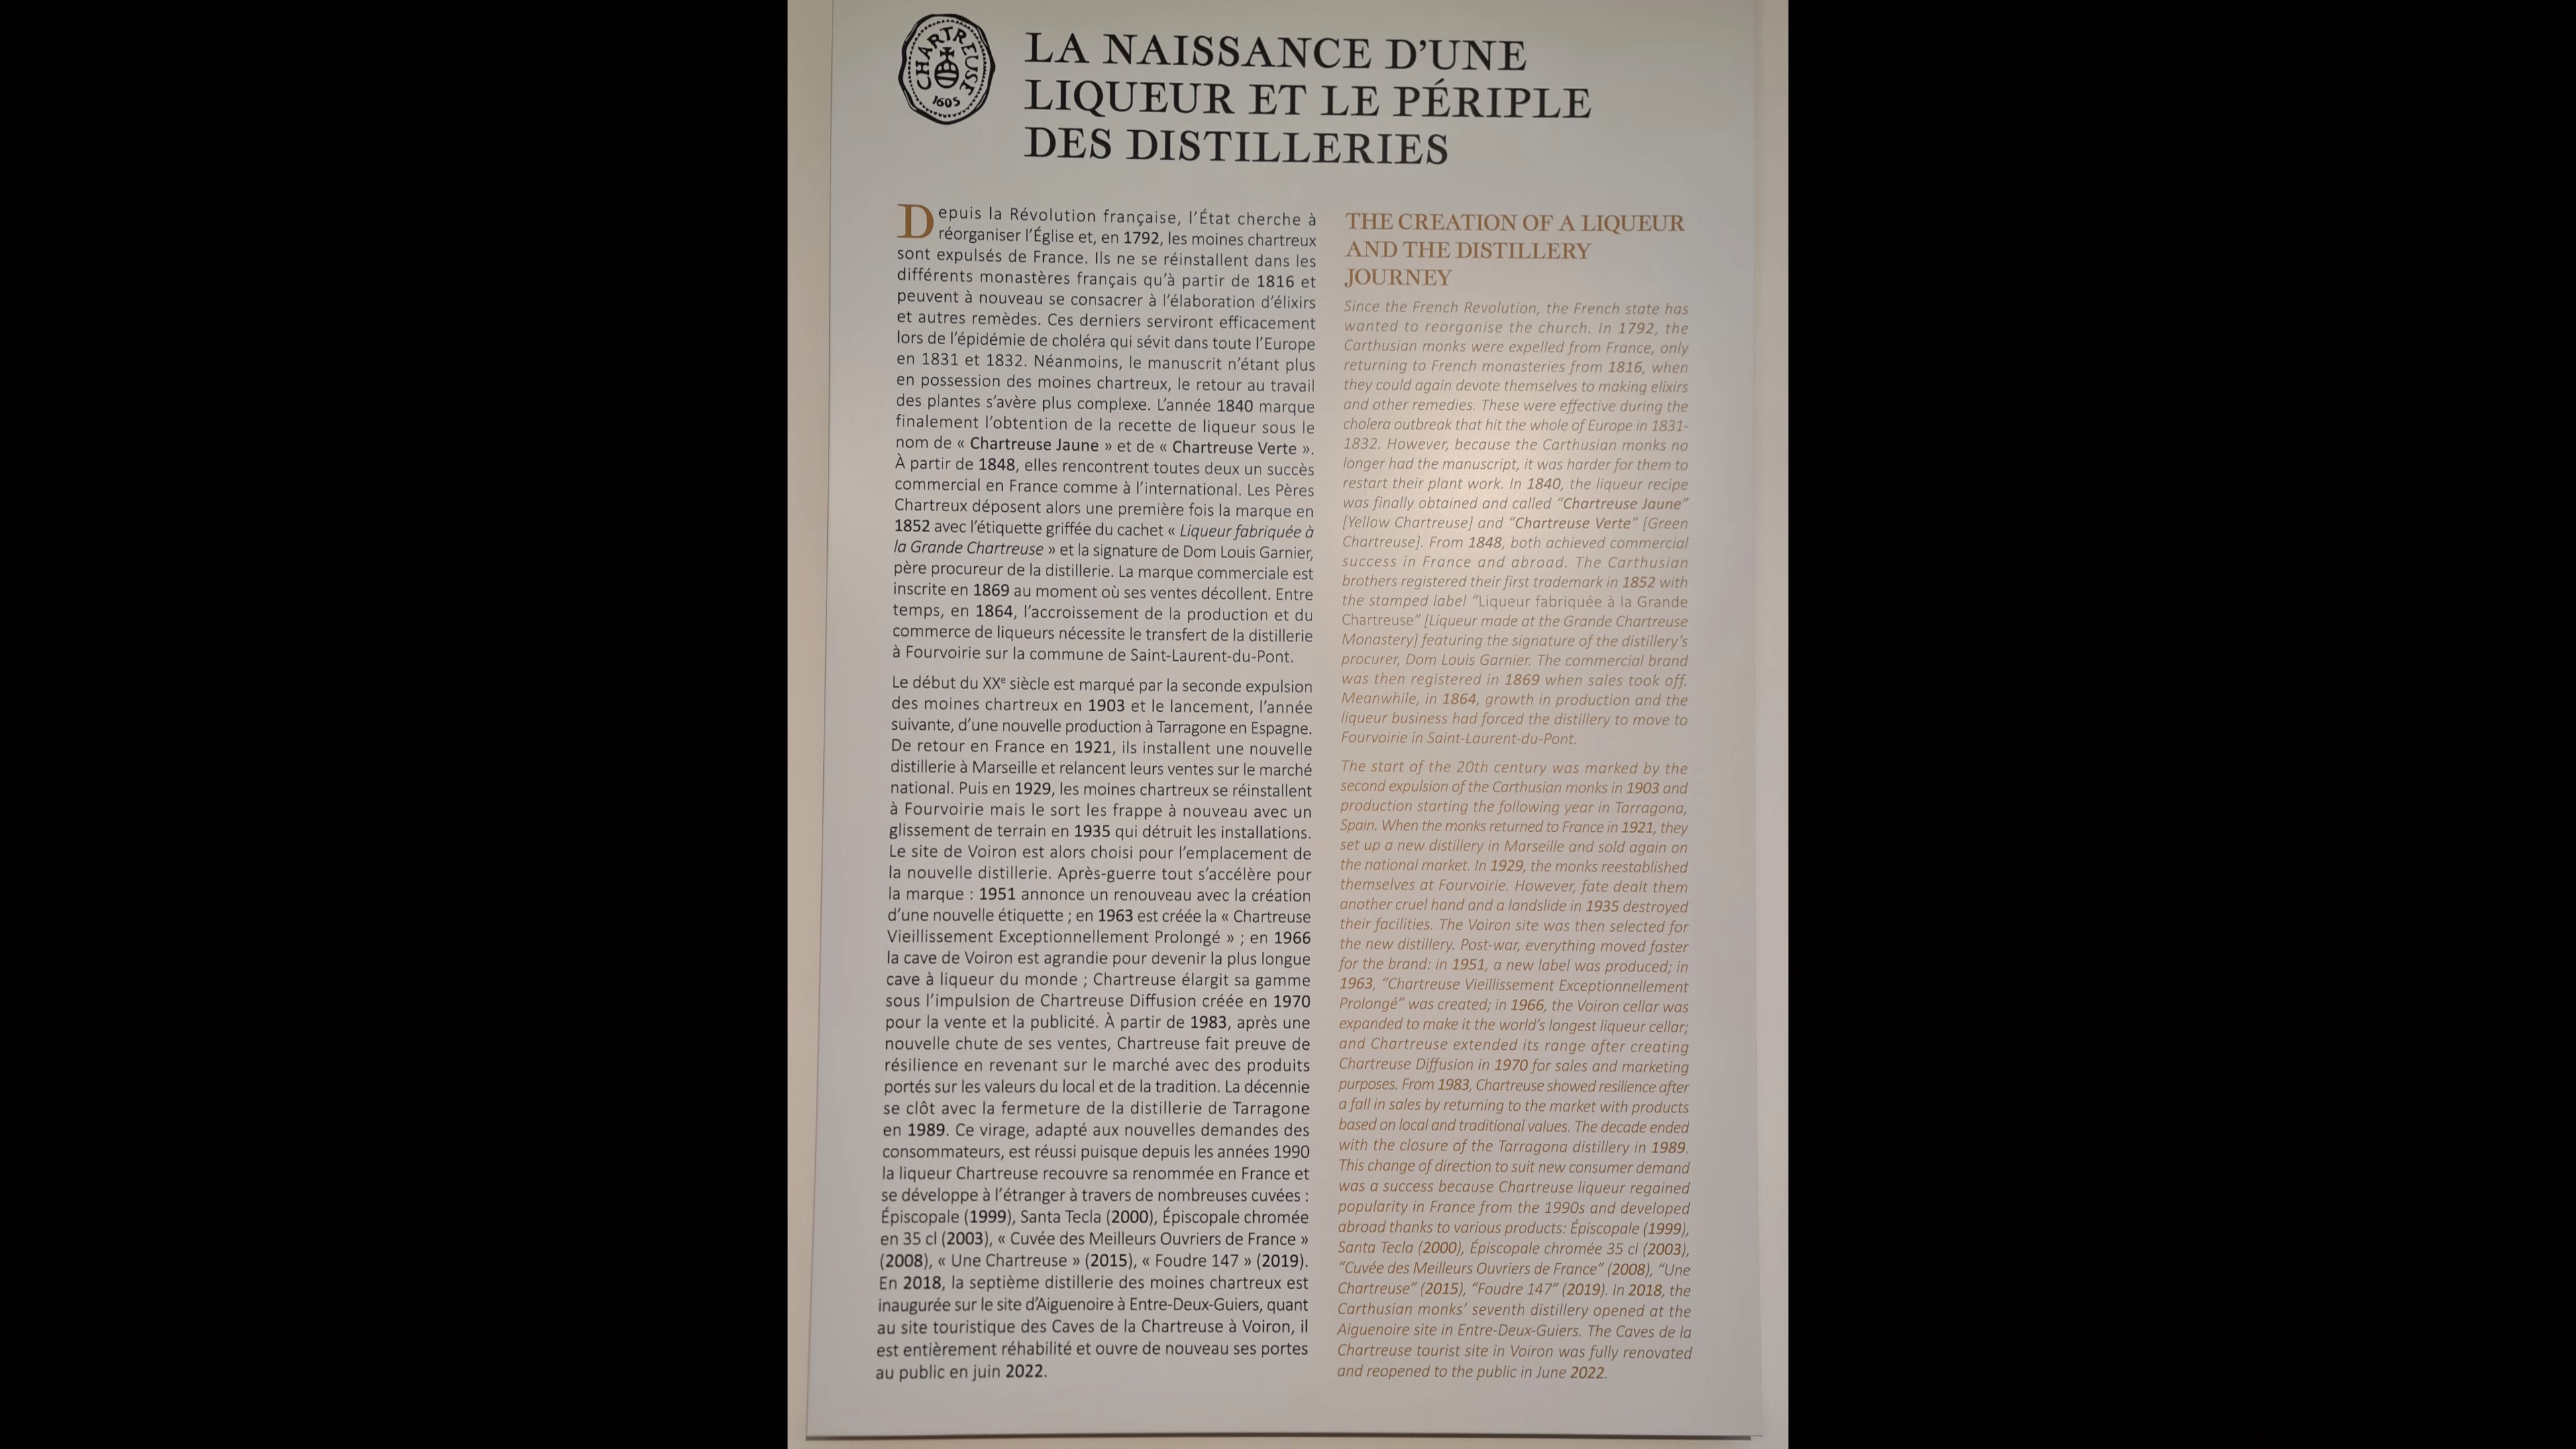 CHARTREUSE
1605
LA NAISSANCE D'UNE
LIQUEUR ET LE PÉRIPLE
DES DISTILLERIES
Depuis la Révolution française, l'État cherche à
réorganiser l'Église et, en 1792, les moines chartreux
sont expulsés de France. Ils ne se réinstallent dans les
différents monastères français qu'à partir de 1816 et
peuvent à nouveau se consacrer à l'élaboration d'élixirs
et autres remèdes. Ces derniers serviront efficacement
lors de l'épidémie de choléra qui sévit dans toute l'Europe
en 1831 et 1832. Néanmoins, le manuscrit n'étant plus
en possession des moines chartreux, le retour au travail
des plantes s'avère plus complexe. L'année 1840 marque
finalement l'obtention de la recette de liqueur sous le
nom de « Chartreuse Jaune » et de « Chartreuse Verte ».
À partir de 1848, elles rencontrent toutes deux un succès
commercial en France comme à l'international. Les Pères
Chartreux déposent alors une première fois la marque en
1852 avec l'étiquette griffée du cachet « Liqueur fabriquée à
la Grande Chartreuse » et la signature de Dom Louis Garnier,
père procureur de la distillerie. La marque commerciale est
inscrite en 1869 au moment où ses ventes décollent. Entre
temps, en 1864, l'accroissement de la production et du
commerce de liqueurs nécessite le transfert de la distillerie
à Fourvoirie sur la commune de Saint-Laurent-du-Pont.
Le début du XXe siècle est marqué par la seconde expulsion
des moines chartreux en 1903 et le lancement, l'année
suivante, d'une nouvelle production à Tarragone en Espagne.
De retour en France en 1921, ils installent une nouvelle
distillerie à Marseille et relancent leurs ventes sur le marché
national. Puis en 1929, les moines chartreux se réinstallent
à Fourvoirie mais le sort les frappe à nouveau avec un
glissement de terrain en 1935 qui détruit les installations.
Le site de Voiron est alors choisi pour l'emplacement de
la nouvelle distillerie. Après-guerre tout s'accélère pour
la marque : 1951 annonce un renouveau avec la création
d'une nouvelle étiquette ; en 1963 est créée la « Chartreuse
Vieillissement Exceptionnellement Prolongé » ; en 1966
la cave de Voiron est agrandie pour devenir la plus longue
cave à liqueur du monde ; Chartreuse élargit sa gamme
sous l'impulsion de Chartreuse Diffusion créée en 1970
pour la vente et la publicité. À partir de 1983, après une
nouvelle chute de ses ventes, Chartreuse fait preuve de
résilience en revenant sur le marché avec des produits
portés sur les valeurs du local et de la tradition. La décennie
se clôt avec la fermeture de la distillerie de Tarragone
en 1989. Ce virage, adapté aux nouvelles demandes des
consommateurs, est réussi puisque depuis les années 1990
la liqueur Chartreuse recouvre sa renommée en France et
se développe à l'étranger à travers de nombreuses cuvées :
Épiscopale (1999), Santa Tecla (2000), Épiscopale chromée
en 35 cl (2003), « Cuvée des Meilleurs Ouvriers de France »
(2008), « Une Chartreuse » (2015), « Foudre 147 » (2019).
En 2018, la septième distillerie des moines chartreux est
inaugurée sur le site d'Aiguenoire à Entre-Deux-Guiers, quant
au site touristique des Caves de la Chartreuse à Voiron, il
est entièrement réhabilité et ouvre de nouveau ses portes
au public en juin 2022.
THE CREATION OF A LIQUEUR
AND THE DISTILLERY
JOURNEY
Since the French Revolution, the French state has
wanted to reorganise the church. In 1792, the
Carthusian monks were expelled from France, only
returning to French monasteries from 1816, when
they could again devote themselves to making elixirs
and other remedies. These were effective during the
cholera outbreak that hit the whole of Europe in 1831-
1832. However, because the Carthusian monks no
longer had the manuscript, it was harder for them to
restart their plant work. In 1840, the liqueur recipe
was finally obtained and called “Chartreuse Jaune”
[Yellow Chartreuse] and “Chartreuse Verte” [Green
Chartreuse]. From 1848, both achieved commercial
success in France and abroad. The Carthusian
brothers registered their first trademark in 1852 with
the stamped label “Liqueur fabriquée à la Grande
Chartreuse” [Liqueur made at the Grande Chartreuse
Monastery] featuring the signature of the distillery's
procurer, Dom Louis Garnier. The commercial brand
was then registered in 1869 when sales took off.
Meanwhile, in 1864, growth in production and the
liqueur business had forced the distillery to move to
Fourvoirie in Saint-Laurent-du-Pont.
The start of the 20th century was marked by the
second expulsion of the Carthusian monks in 1903 and
production starting the following year in Tarragona,
Spain. When the monks returned to France in 1921, they
set up a new distillery in Marseille and sold again on
the national market. In 1929, the monks reestablished
themselves at Fourvoirie. However, fate dealt them
another cruel hand and a landslide in 1935 destroyed
their facilities. The Voiron site was then selected for
the new distillery. Post-war, everything moved faster
for the brand: in 1951, a new label was produced; in
1963, “Chartreuse Vieillissement Exceptionnellement
Prolongé” was created; in 1966, the Voiron cellar was
expanded to make it the world's longest liqueur cellar;
and Chartreuse extended its range after creating
Chartreuse Diffusion in 1970 for sales and marketing
purposes. From 1983, Chartreuse showed resilience after
a fall in sales by returning to the market with products
based on local and traditional values. The decade ended
with the closure of the Tarragona distillery in 1989.
This change of direction to suit new consumer demand
was a success because Chartreuse liqueur regained
popularity in France from the 1990s and developed
abroad thanks to various products: Épiscopale (1999),
Santa Tecla (2000), Épiscopale chromée 35 cl (2003),
“Cuvée des Meilleurs Ouvriers de France” (2008), “Une
Chartreuse” (2015), “Foudre 147” (2019). In 2018, the
Carthusian monks' seventh distillery opened at the
Aiguenoire site in Entre-Deux-Guiers. The Caves de la
Chartreuse tourist site in Voiron was fully renovated
and reopened to the public in June 2022.